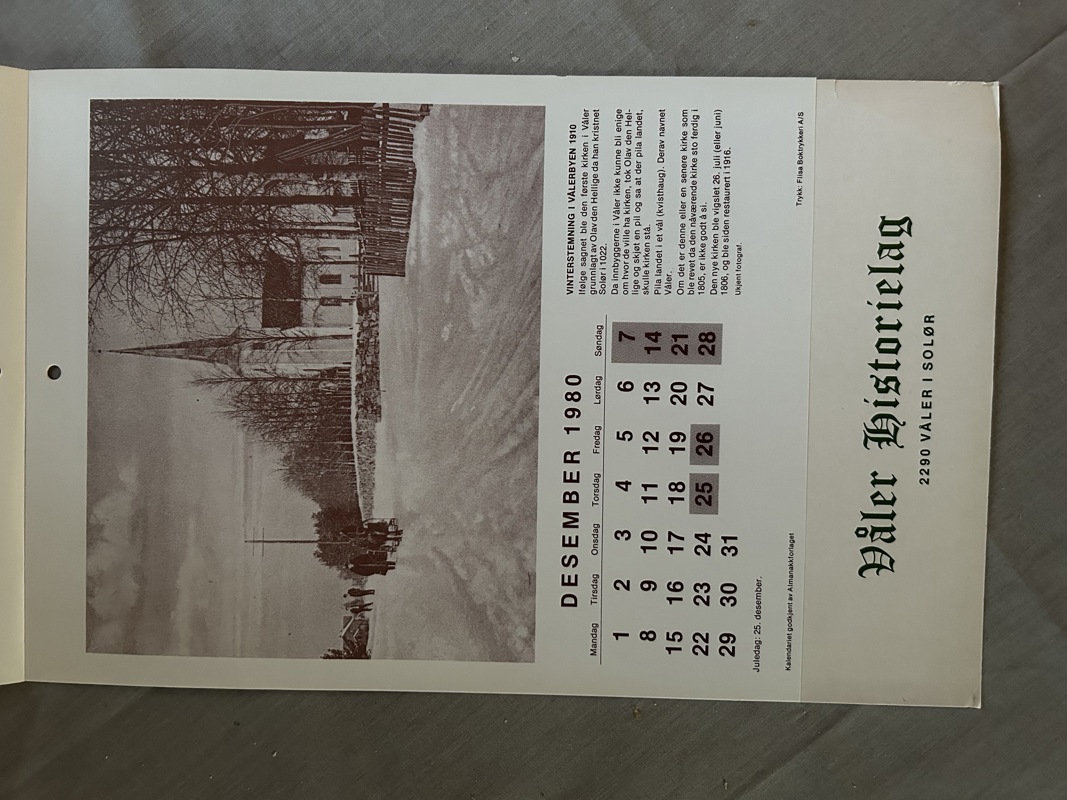 DESEMBER 1980
Mandag Tirsdag Onsdag Torsdag Fredag Lørdag Søndag
1 2 3 4 5 6 7
8 9 10 11 12 13 14
15 16 17 18 19 20 21
22 23 24 25 26 27 28
29 30 31
Juledag: 25. desember.
Kalendariet godkjent av Almanakkforlaget
VINTERSTEMNING I VÅLERBYEN 1910
Ifølge sagnet ble den første kirken i Våler
grunnlagt av Olav den Hellige da han kristnet
Solør i 1022.
Da innbyggerne i Våler ikke kunne bli enige
om hvor de ville ha kirken, tok Olav den Hel-
lige og skjøt en pil og sa at der pila landet,
skulle kirken stå.
Pila landet i et vål (kvisthaug). Derav navnet
Våler.
Om det er denne eller en senere kirke som
ble revet da den nåværende kirke sto ferdig i
1805, er ikke godt å si.
Den nye kirken ble vigslet 26. juli (eller juni)
1806, og ble siden restaurert i 1916.
Ukjent fotograf.
Trykk: Flisa Boktrykkeri A/S
Våler Historielag
2290 VÅLER I SOLØR